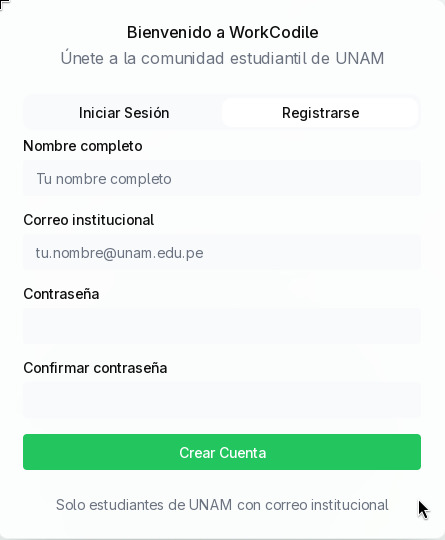 Bienvenido a WorkCodile
Únete a la comunidad estudiantil de UNAM
Iniciar Sesión Registrarse
Nombre completo
Tu nombre completo
Correo institucional
tu.nombre@unam.edu.pe
Contraseña
Confirmar contraseña
Crear Cuenta
Solo estudiantes de UNAM con correo institucional